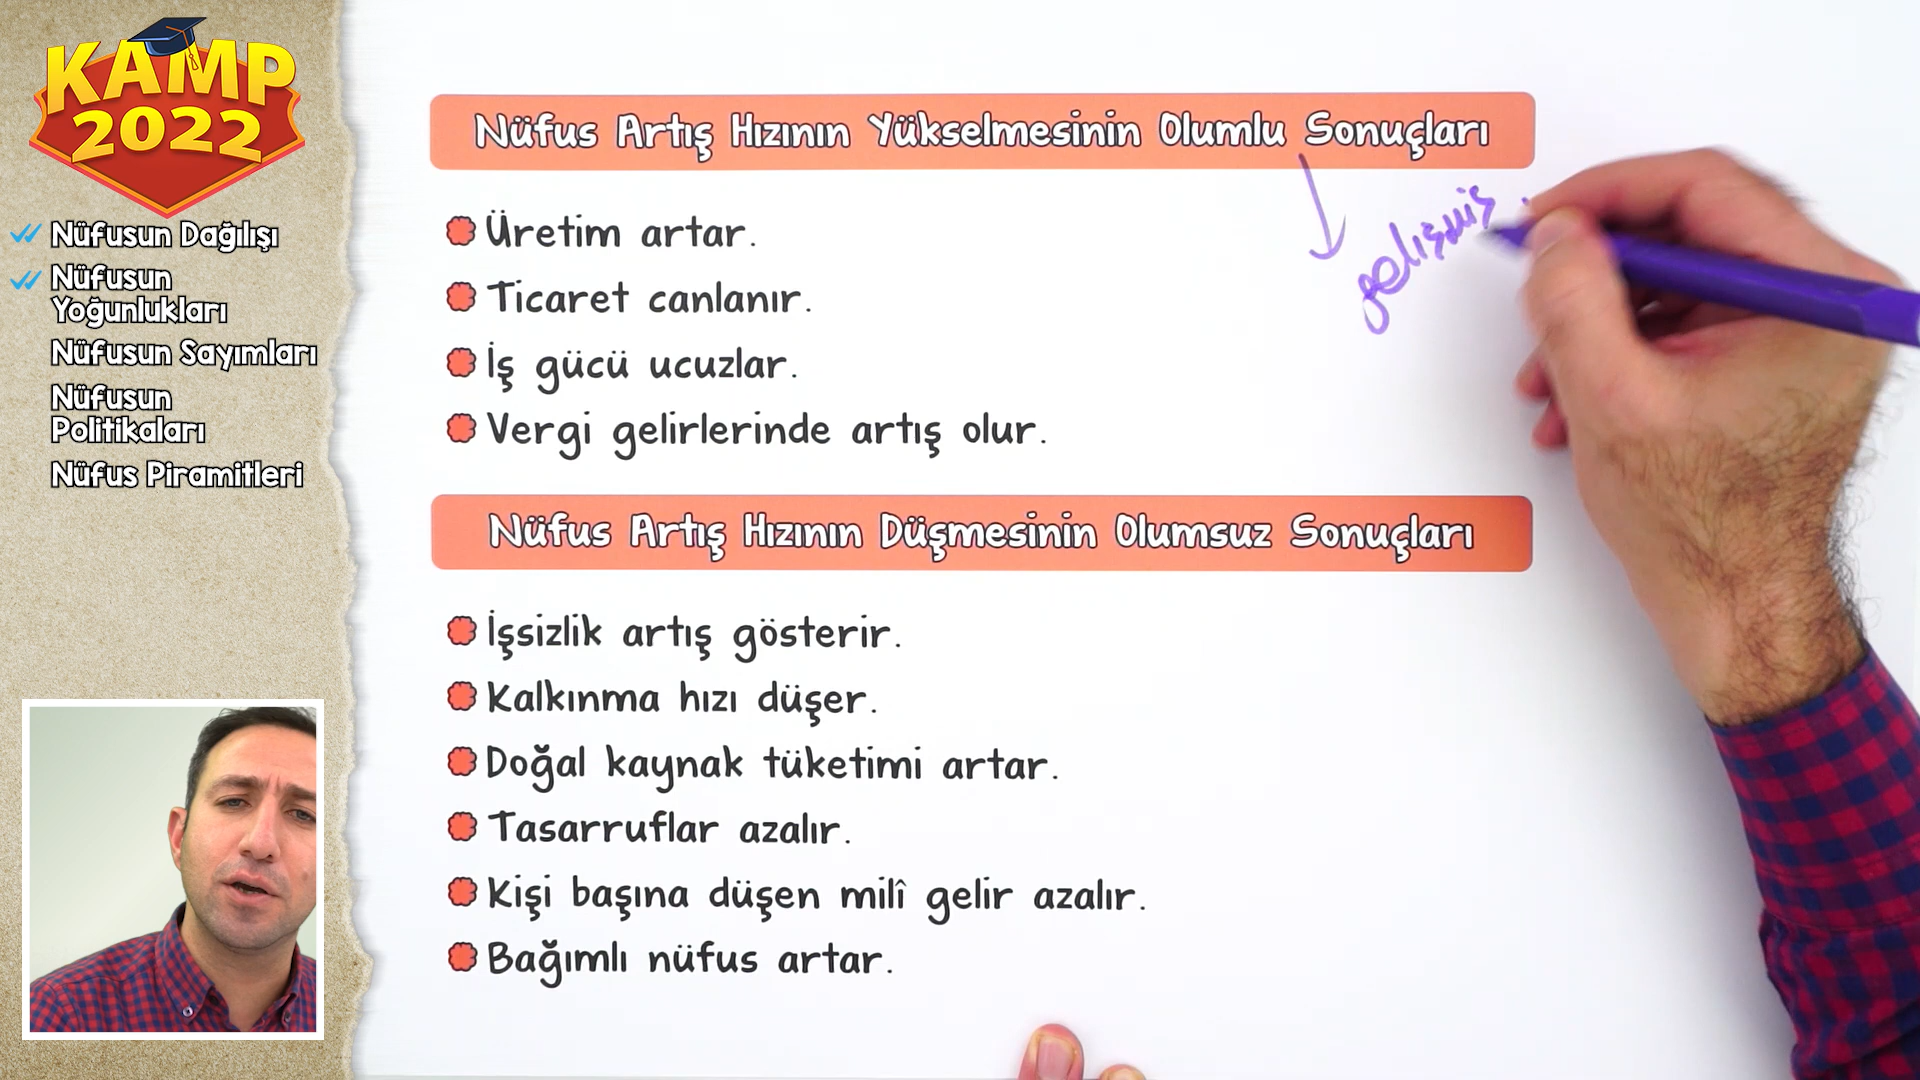 KAMP
2022
Nüfusun Dağılışı
Nüfusun
Yoğunlukları
Nüfusun Sayımları
Nüfusun
Politikaları
Nüfus Piramitleri
Nüfus Artış Hızının Yükselmesinin Olumlu Sonuçları
gelişmiş
Üretim artar.
Ticaret canlanır.
İş gücü ucuzlar.
Vergi gelirlerinde artış olur.
Nüfus Artış Hızının Düşmesinin Olumsuz Sonuçları
İşsizlik artış gösterir.
Kalkınma hızı düşer.
Doğal kaynak tüketimi artar.
Tasarruflar azalır.
Kişi başına düşen milî gelir azalır.
Bağımlı nüfus artar.